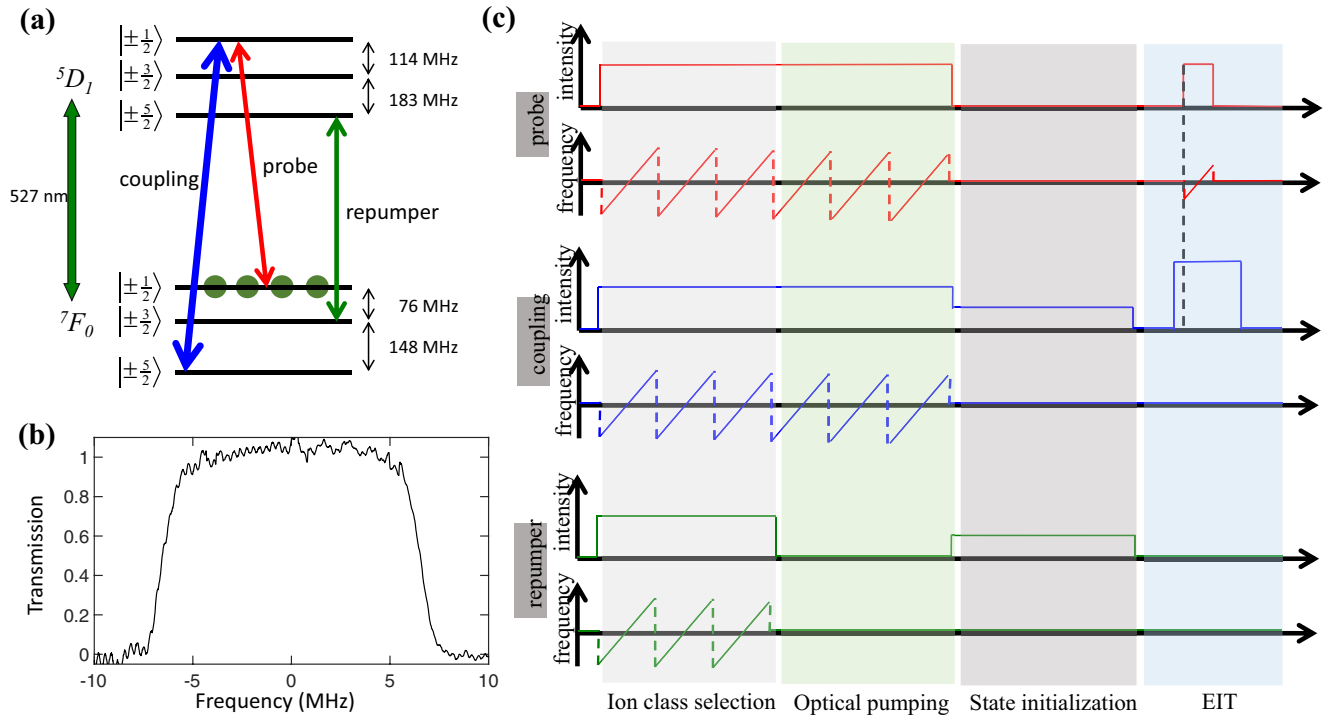 (a)
|±1/2⟩
114 MHz
|±3/2⟩
⁵D₁
183 MHz
|±5/2⟩
coupling
probe
527 nm
repumper
|±1/2⟩
76 MHz
⁷F₀
|±3/2⟩
148 MHz
|±5/2⟩
(b)
Transmission
1
0.8
0.6
0.4
0.2
0
-10
-5
0
5
10
Frequency (MHz)
(c)
probe
intensity
frequency
coupling
intensity
frequency
repumper
intensity
frequency
Ion class selection
Optical pumping
State initialization
EIT